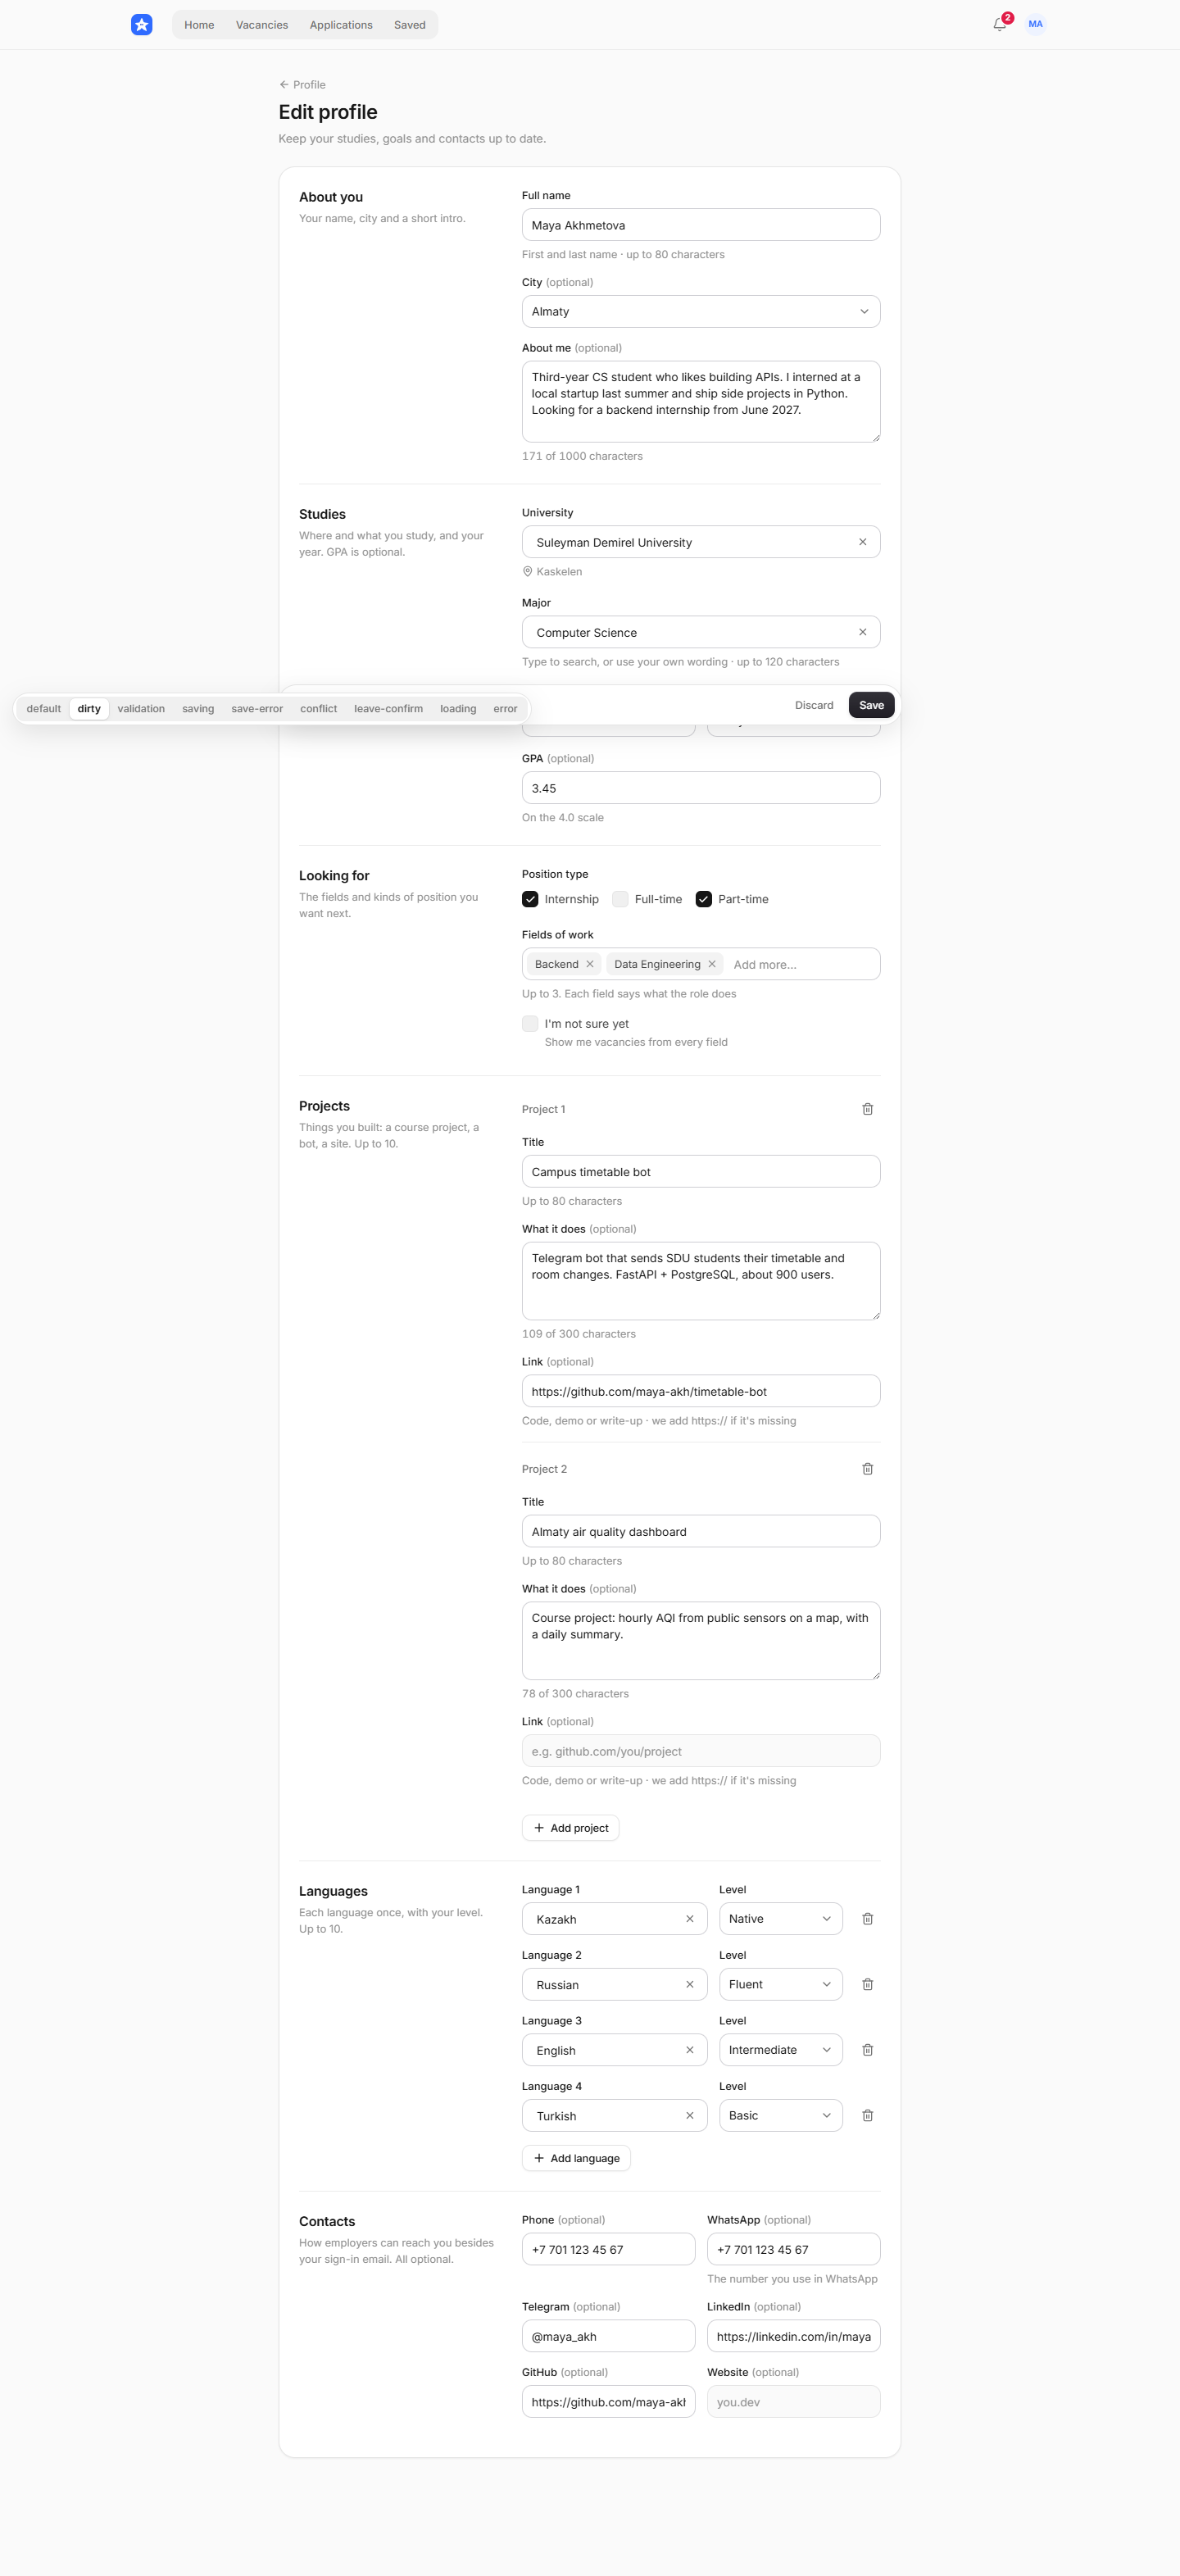 Home Vacancies Applications Saved 2 MA
Profile
Edit profile
Keep your studies, goals and contacts up to date.
About you
Your name, city and a short intro.
Full name
Maya Akhmetova
First and last name · up to 80 characters
City (optional)
Almaty
About me (optional)
Third-year CS student who likes building APIs. I interned at a
local startup last summer and ship side projects in Python.
Looking for a backend internship from June 2027.
171 of 1000 characters
Studies
Where and what you study, and your
year. GPA is optional.
University
Suleyman Demirel University
Kaskelen
Major
Computer Science
Type to search, or use your own wording · up to 120 characters
default dirty validation saving save-error conflict leave-confirm loading error
Discard Save
GPA (optional)
3.45
On the 4.0 scale
Looking for
The fields and kinds of position you
want next.
Position type
Internship Full-time Part-time
Fields of work
Backend Data Engineering Add more...
Up to 3. Each field says what the role does
I'm not sure yet
Show me vacancies from every field
Projects
Things you built: a course project, a
bot, a site. Up to 10.
Project 1
Title
Campus timetable bot
Up to 80 characters
What it does (optional)
Telegram bot that sends SDU students their timetable and
room changes. FastAPI + PostgreSQL, about 900 users.
109 of 300 characters
Link (optional)
https://github.com/maya-akh/timetable-bot
Code, demo or write-up · we add https:// if it's missing
Project 2
Title
Almaty air quality dashboard
Up to 80 characters
What it does (optional)
Course project: hourly AQI from public sensors on a map, with
a daily summary.
78 of 300 characters
Link (optional)
e.g. github.com/you/project
Code, demo or write-up · we add https:// if it's missing
Add project
Languages
Each language once, with your level.
Up to 10.
Language 1 Level
Kazakh Native
Language 2 Level
Russian Fluent
Language 3 Level
English Intermediate
Language 4 Level
Turkish Basic
Add language
Contacts
How employers can reach you besides
your sign-in email. All optional.
Phone (optional) WhatsApp (optional)
+7 701 123 45 67 +7 701 123 45 67
The number you use in WhatsApp
Telegram (optional) LinkedIn (optional)
@maya_akh https://linkedin.com/in/maya
GitHub (optional) Website (optional)
https://github.com/maya-akh you.dev